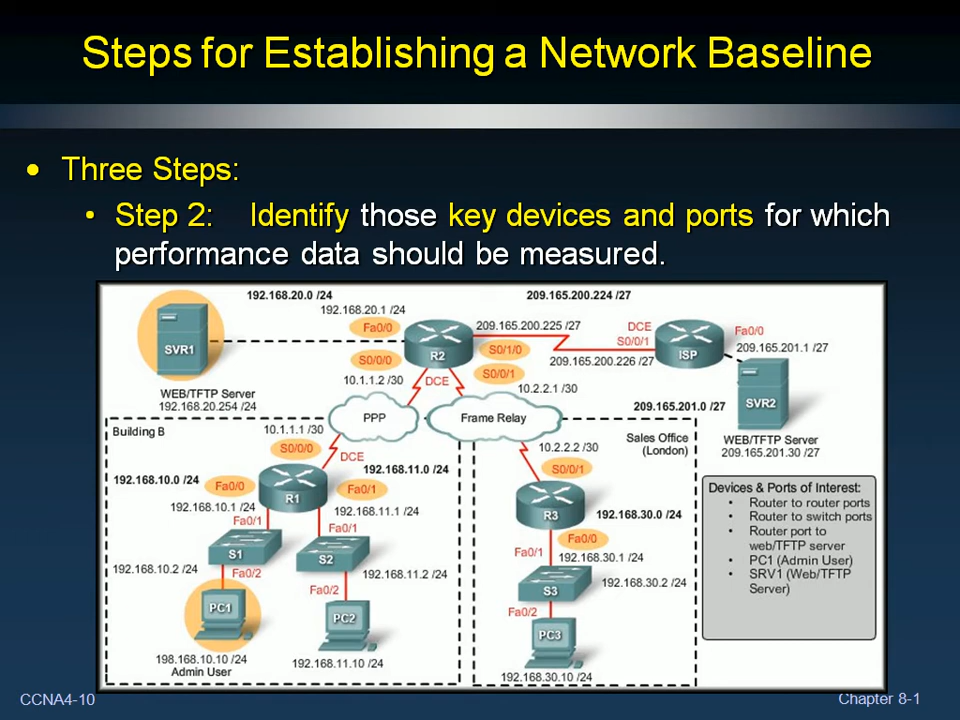 Steps for Establishing a Network Baseline
• Three Steps:
• Step 2: Identify those key devices and ports for which
performance data should be measured.
192.168.20.0 /24
209.165.200.224 /27
192.168.20.1 /24
Fa0/0
SVR1
R2
209.165.200.225 /27
DCE
S0/0/1
ISP
Fa0/0
209.165.201.1 /27
S0/0/0
S0/1/0
209.165.200.226 /27
10.1.1.2 /30
DCE
S0/0/1
10.2.2.1 /30
SVR2
WEB/TFTP Server
192.168.20.254 /24
PPP
Frame Relay
209.165.201.0 /27
WEB/TFTP Server
209.165.201.30 /27
Building B
10.1.1.1 /30
S0/0/0
DCE
10.2.2.2 /30
Sales Office
(London)
192.168.10.0 /24
192.168.11.0 /24
S0/0/1
Fa0/0
R1
Fa0/1
192.168.10.1 /24
192.168.11.1 /24
R3
192.168.30.0 /24
Fa0/1
Fa0/1
Fa0/0
S1
S2
Fa0/1
192.168.30.1 /24
192.168.10.2 /24
Fa0/2
192.168.11.2 /24
S3
192.168.30.2 /24
Fa0/2
Fa0/2
PC1
PC2
PC3
198.168.10.10 /24
Admin User
192.168.11.10 /24
192.168.30.10 /24
Devices & Ports of Interest:
• Router to router ports
• Router to switch ports
• Router port to
web/TFTP server
• PC1 (Admin User)
• SRV1 (Web/TFTP
Server)
CCNA4-10
Chapter 8-1